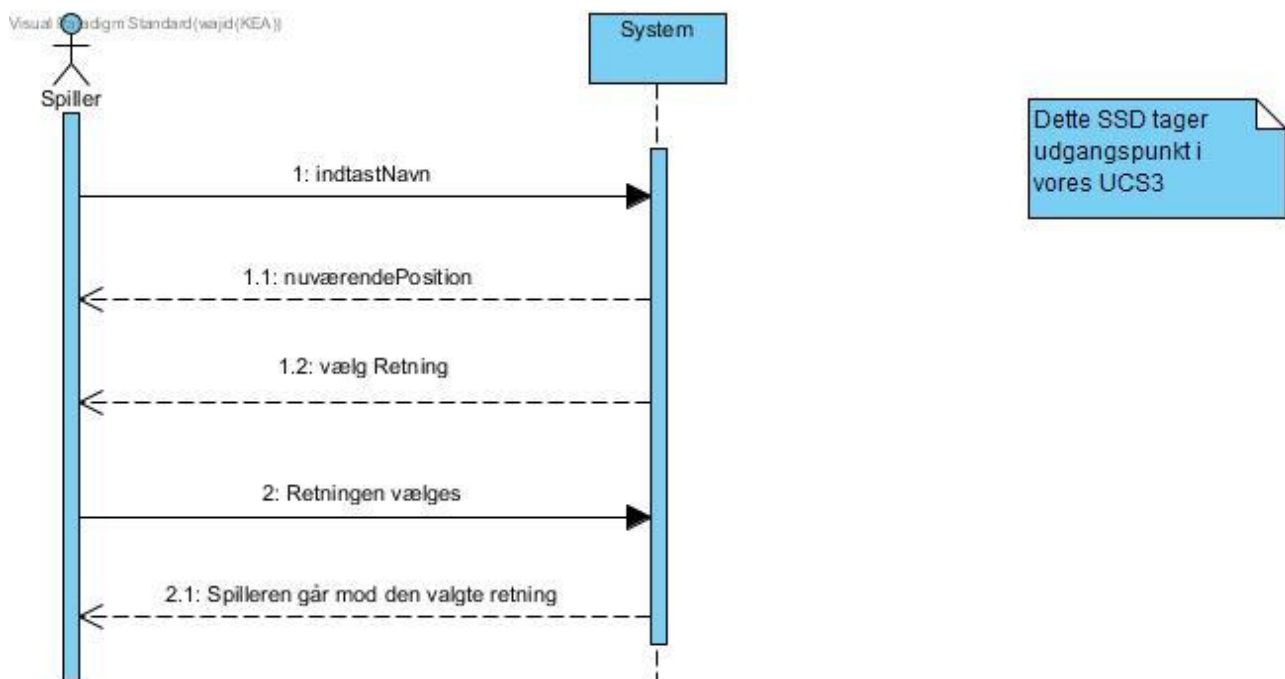 Visual Paradigm Standard(wajid(KEA))
System
Spiller
Dette SSD tager
udgangspunkt i
vores UCS3
1: indtastNavn
1.1: nuværendePosition
1.2: vælg Retning
2: Retningen vælges
2.1: Spilleren går mod den valgte retning